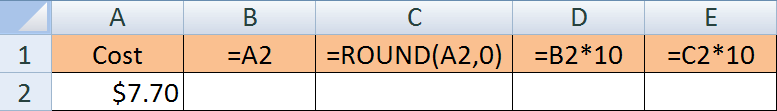 A B C D E
1 Cost =A2 =ROUND(A2,0) =B2*10 =C2*10
2 $7.70